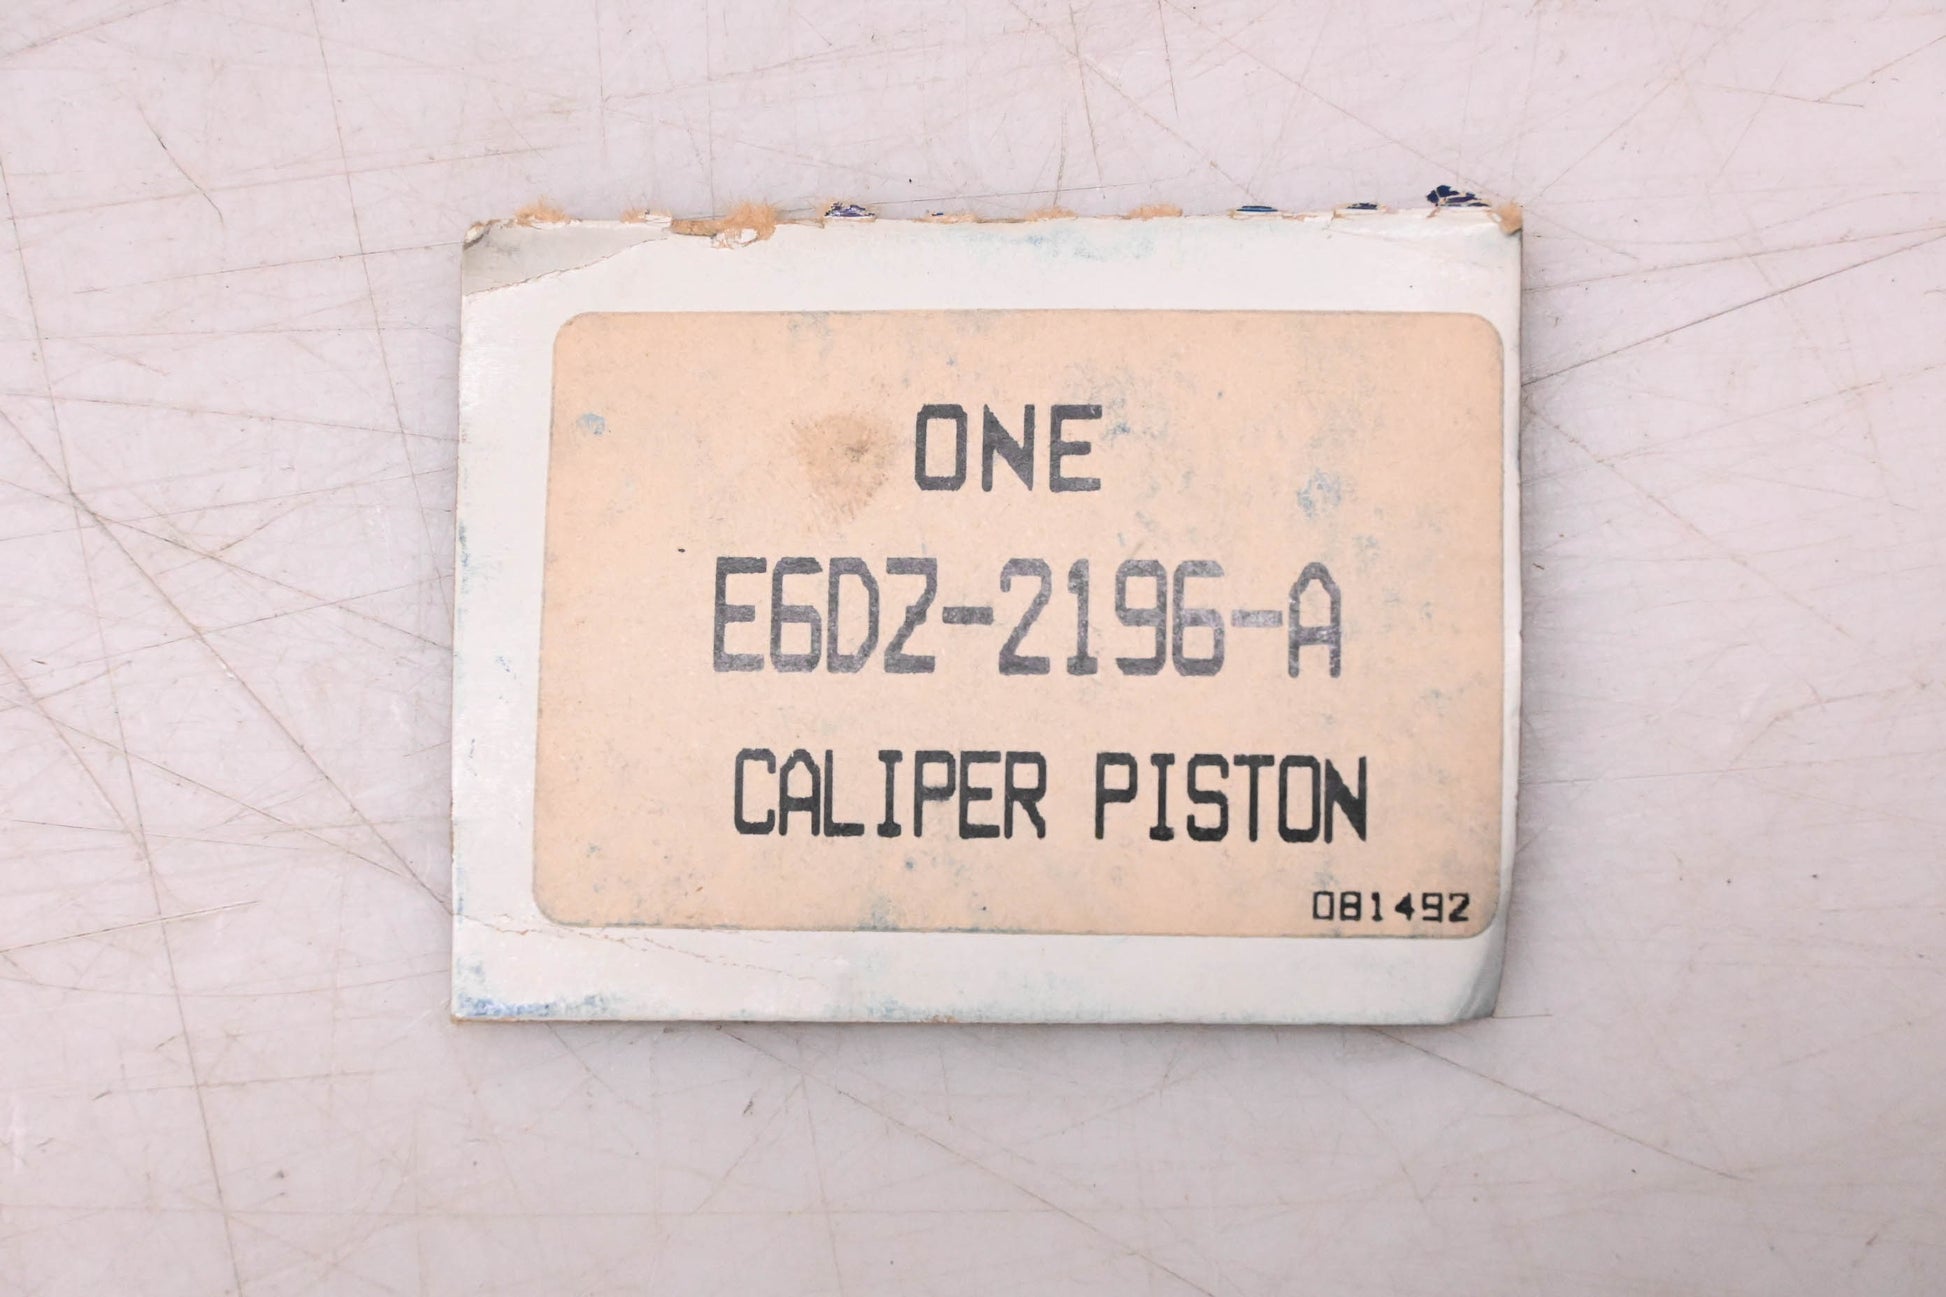 ONE
E6DZ-2196-A
CALIPER PISTON
081492